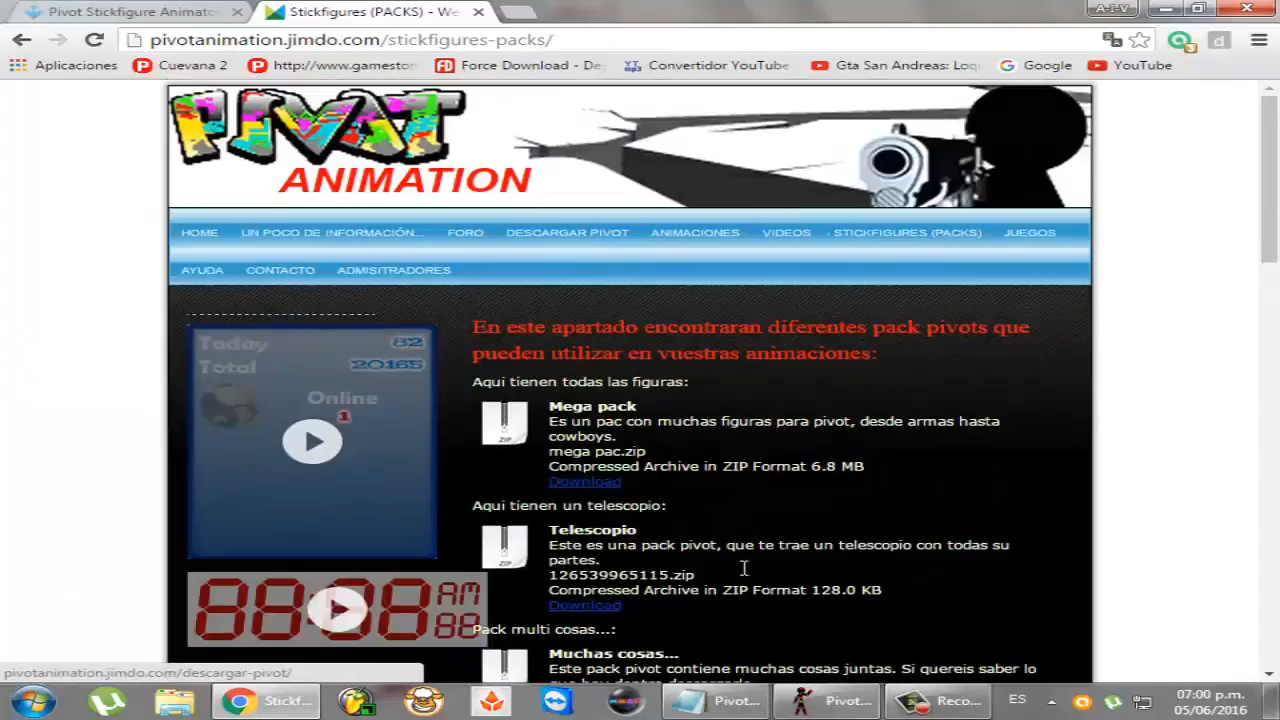 Pivot Stickfigure Animato
Stickfigures (PACKS) - We
A-I-V
pivotanimation.jimdo.com/stickfigures-packs/
Aplicaciones
Cuevana 2
http://www.gamestor
Force Download - De
Convertidor YouTube
Gta San Andreas: Loq
Google
YouTube
PIVOT
ANIMATION
HOME
UN POCO DE INFORMACIÓN...
FORO
DESCARGAR PIVOT
ANIMACIONES
VIDEOS
STICKFIGURES (PACKS)
JUEGOS
AYUDA
CONTACTO
ADMISITRADORES
Today 82
Total 20165
Online
1
88:88 AM
88
En este apartado encontraran diferentes pack pivots que
pueden utilizar en vuestras animaciones:
Aqui tienen todas las figuras:
ZIP
Mega pack
Es un pac con muchas figuras para pivot, desde armas hasta
cowboys.
mega pac.zip
Compressed Archive in ZIP Format 6.8 MB
Download
Aqui tienen un telescopio:
ZIP
Telescopio
Este es una pack pivot, que te trae un telescopio con todas su
partes.
126539965115.zip
Compressed Archive in ZIP Format 128.0 KB
Download
Pack multi cosas...:
Muchas cosas...
Este pack pivot contiene muchas cosas juntas. Si quereis saber lo
pivotanimation.jimdo.com/descargar-pivot/
Stickf...
Pivot...
Pivot...
Reco...
ES
07:00 p.m.
05/06/2016